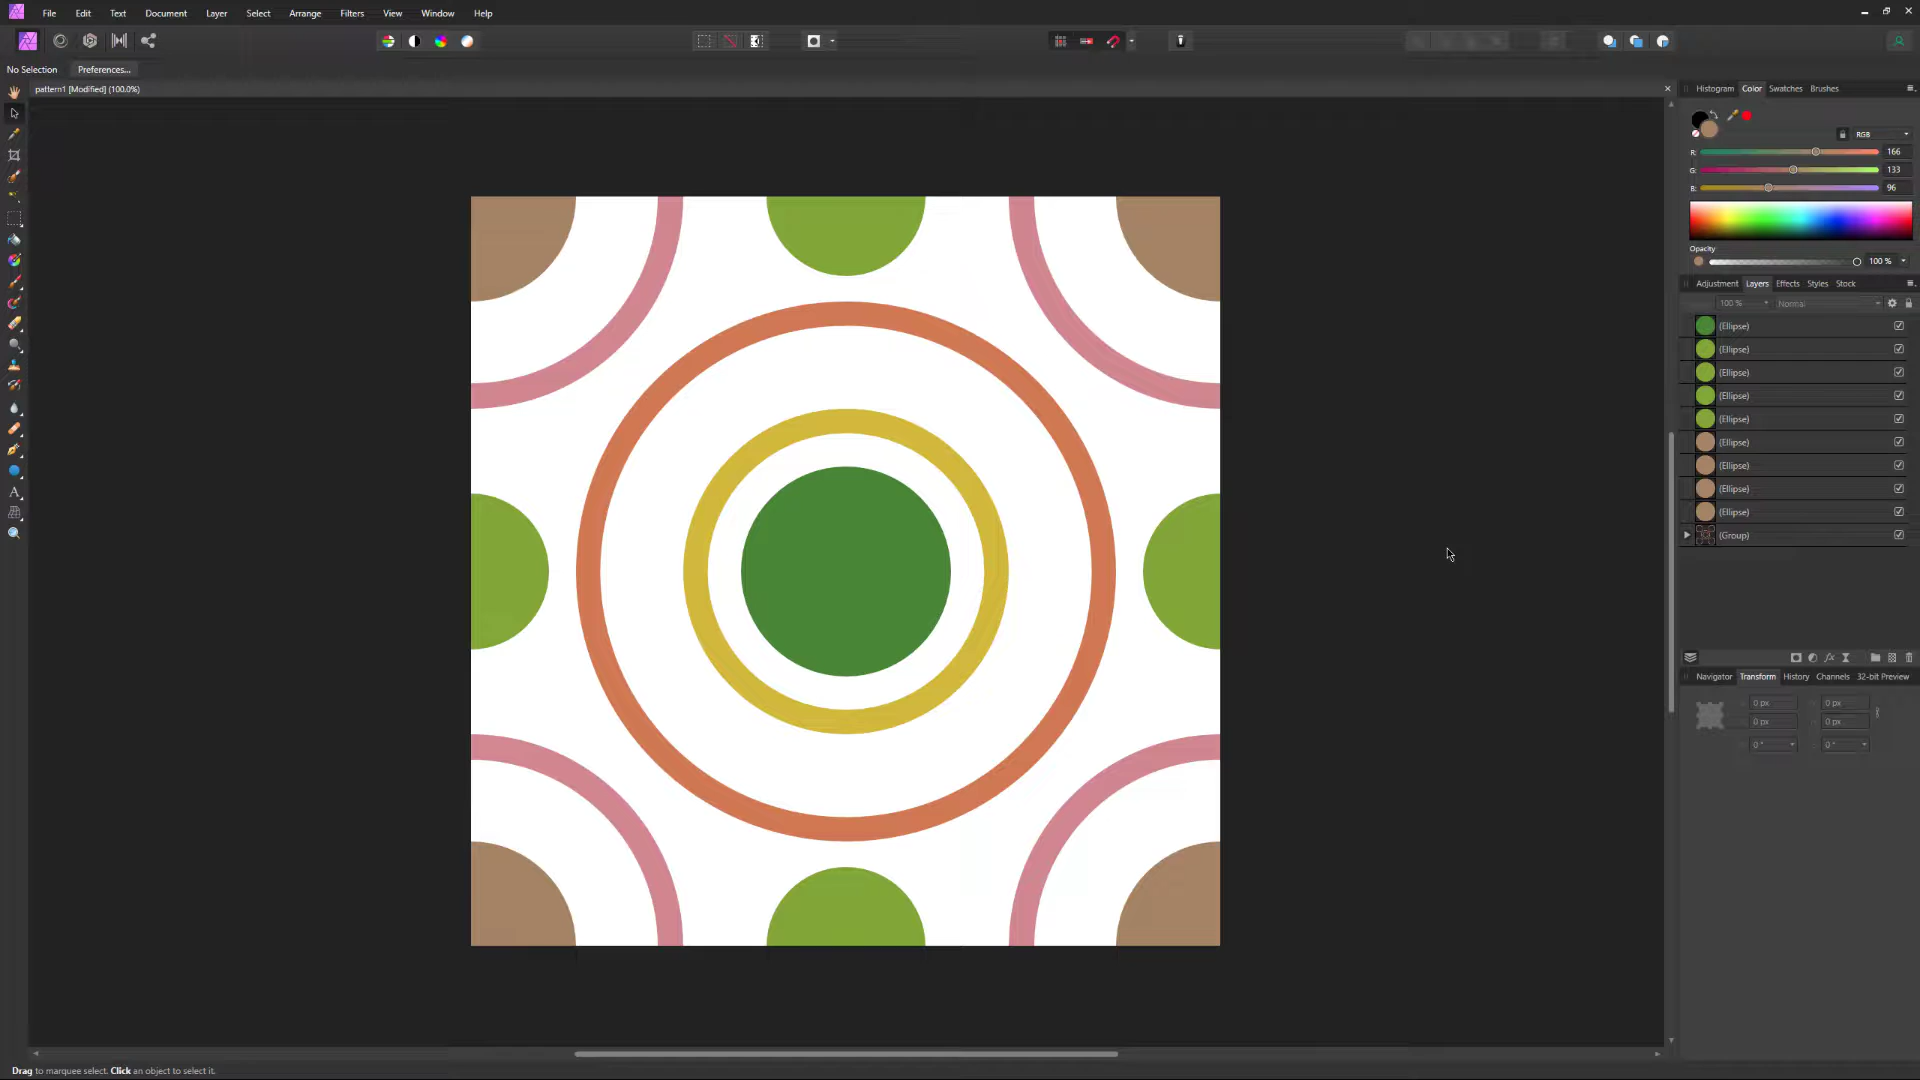 File Edit Text Document Layer Select Arrange Filters View Window Help
No Selection Preferences...
pattern1 [Modified] (100.0%)
Histogram Color Swatches Brushes
RGB
R: 166
G: 133
B: 96
Opacity
100 %
Adjustment Layers Effects Styles Stock
100 % Normal
(Ellipse)
(Ellipse)
(Ellipse)
(Ellipse)
(Ellipse)
(Ellipse)
(Ellipse)
(Ellipse)
(Ellipse)
(Group)
Navigator Transform History Channels 32-bit Preview
0 px 0 px
0 px 0 px
0 ° 0 °
Drag to marquee select. Click an object to select it.